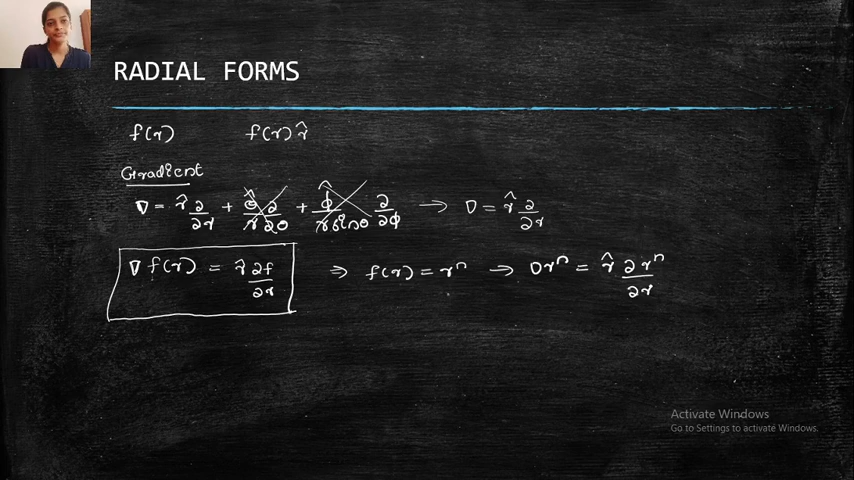 RADIAL FORMS
f(r) f(r) r̂
Gradient
∇ = r̂ ∂/∂r + θ̂/r ∂/∂θ + φ̂/(r sinθ) ∂/∂φ → ∇ = r̂ ∂/∂r
∇ f(r) = r̂ ∂f/∂r ⇒ f(r) = rⁿ → ∇rⁿ = r̂ ∂rⁿ/∂r
Activate Windows
Go to Settings to activate Windows.